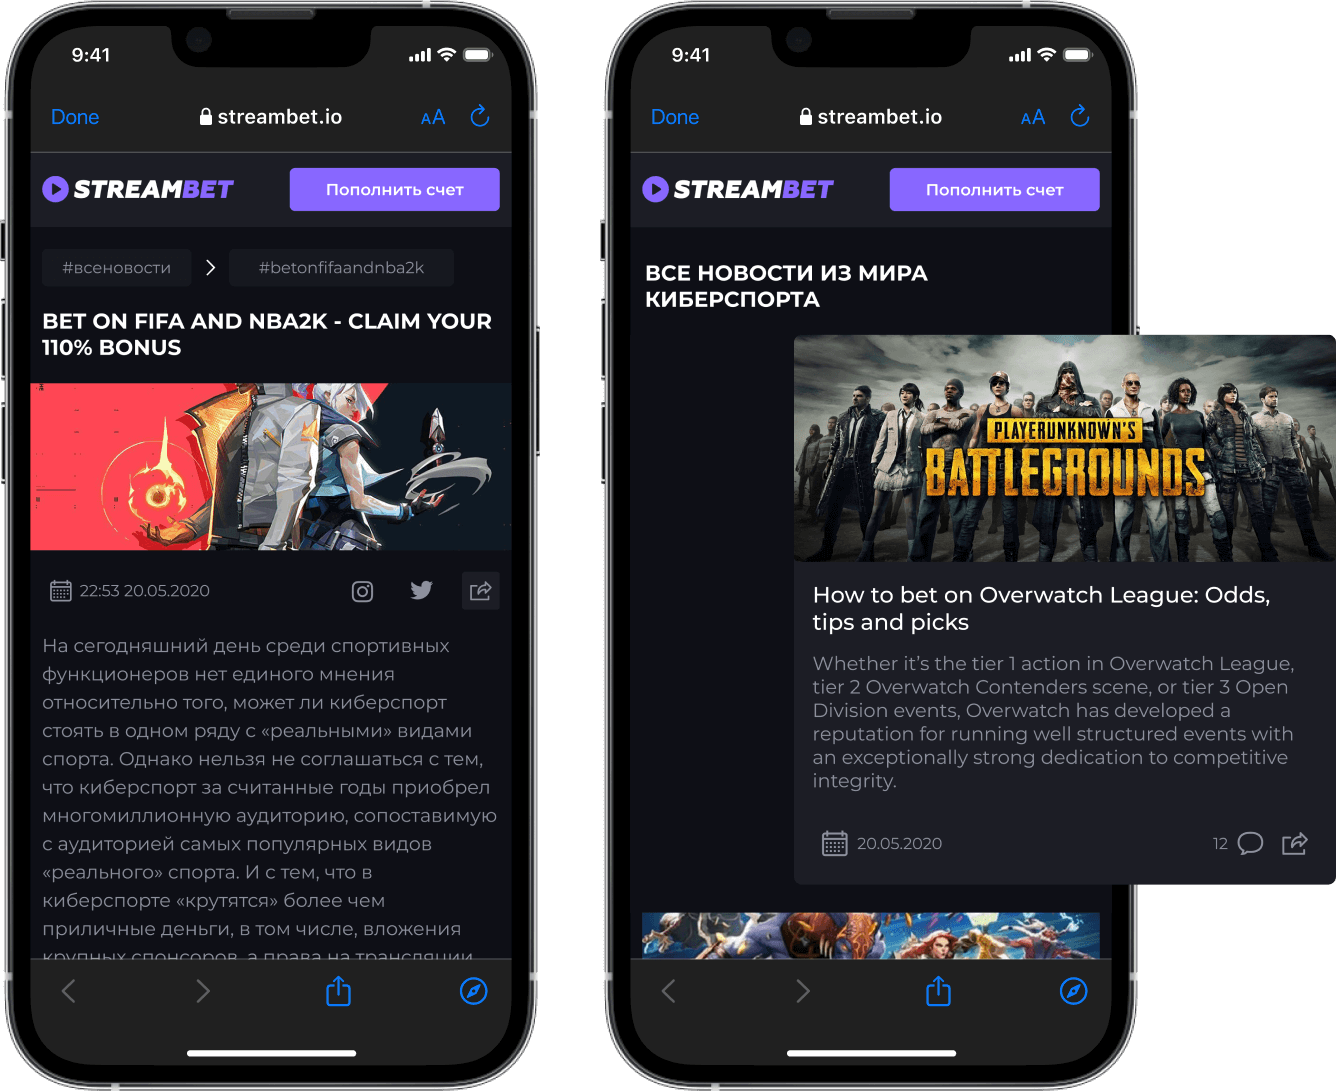 9:41
Done
streambet.io
AA
STREAMBET
Пополнить счет
#всеновости
#betonfifaandnba2k
BET ON FIFA AND NBA2K - CLAIM YOUR
110% BONUS
22:53 20.05.2020
На сегодняшний день среди спортивных
функционеров нет единого мнения
относительно того, может ли киберспорт
стоять в одном ряду с «реальными» видами
спорта. Однако нельзя не соглашаться с тем,
что киберспорт за считанные годы приобрел
многомиллионную аудиторию, сопоставимую
с аудиторией самых популярных видов
«реального» спорта. И с тем, что в
киберспорте «крутятся» более чем
приличные деньги, в том числе, вложения
крупных спонсоров, а права на трансляции
9:41
Done
streambet.io
AA
STREAMBET
Пополнить счет
ВСЕ НОВОСТИ ИЗ МИРА
КИБЕРСПОРТА
PLAYERUNKNOWN'S
BATTLEGROUNDS
How to bet on Overwatch League: Odds,
tips and picks
Whether it's the tier 1 action in Overwatch League,
tier 2 Overwatch Contenders scene, or tier 3 Open
Division events, Overwatch has developed a
reputation for running well structured events with
an exceptionally strong dedication to competitive
integrity.
20.05.2020
12